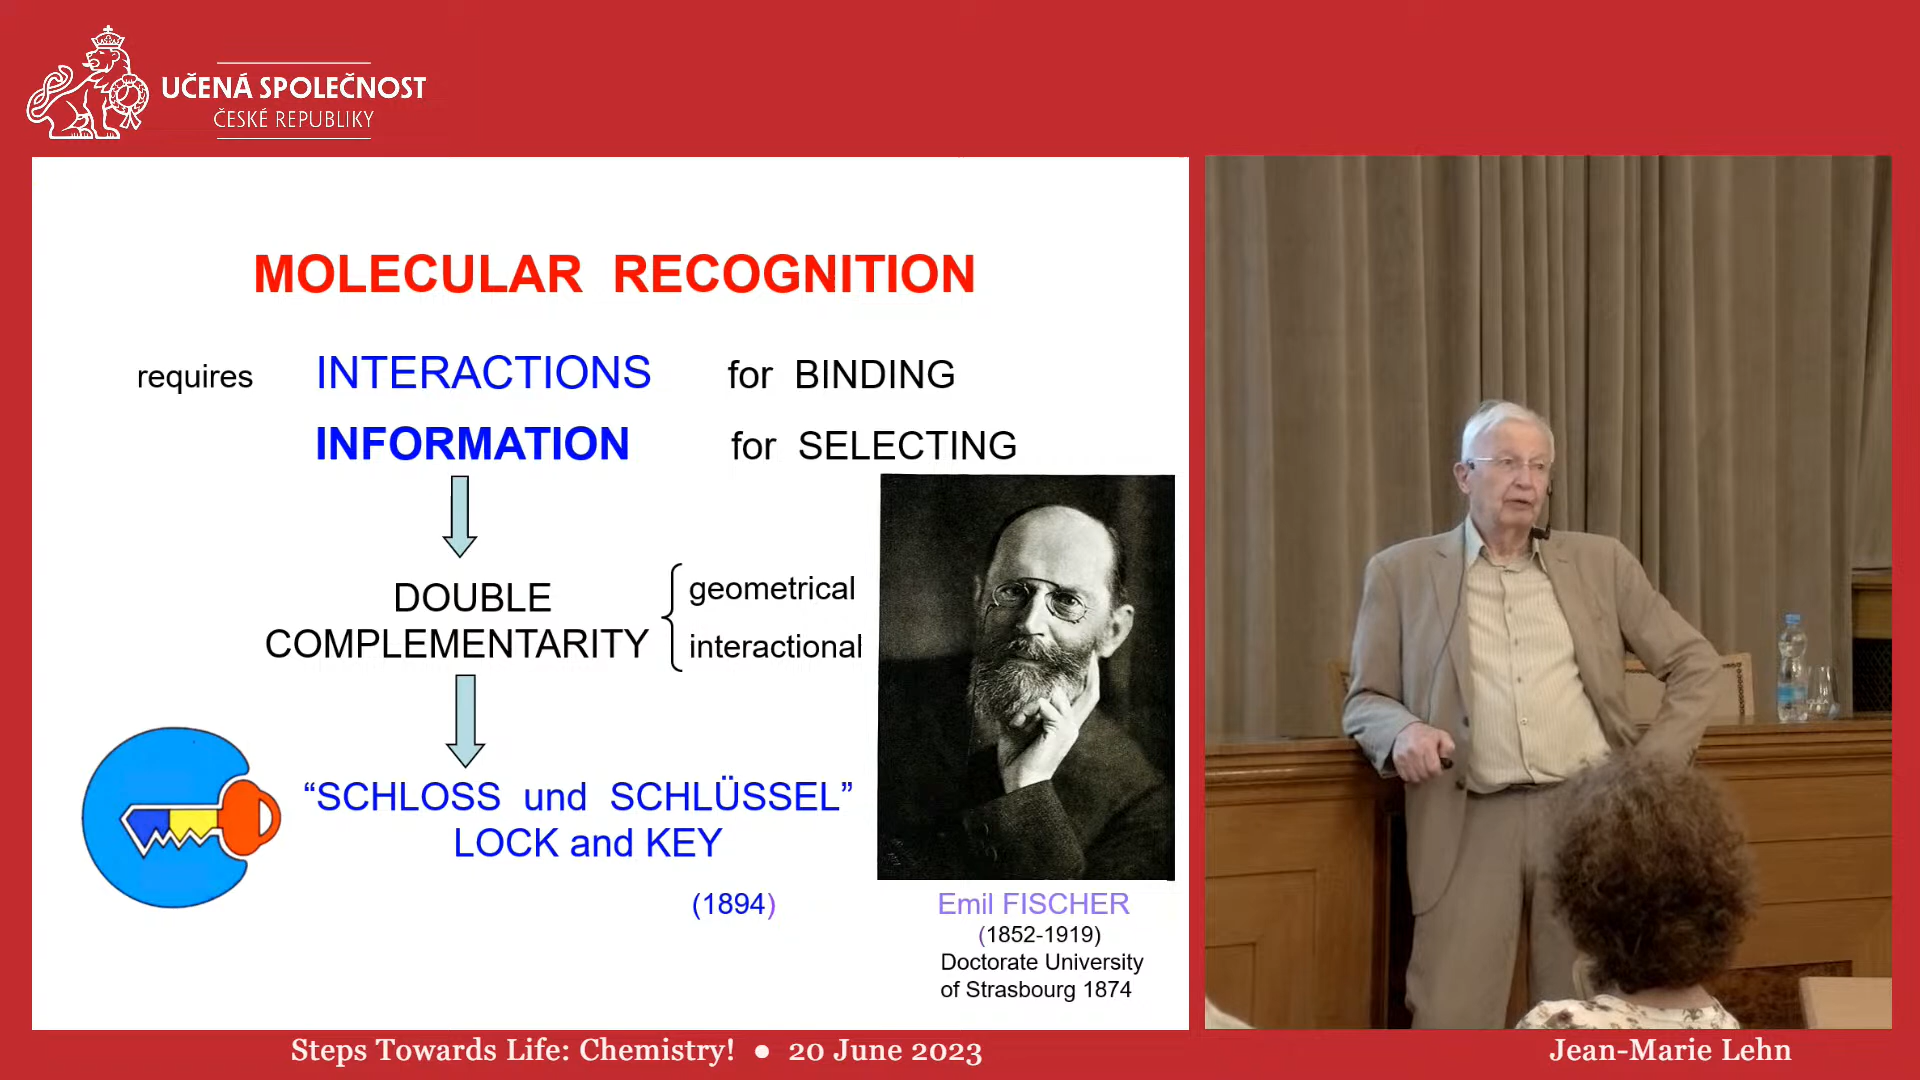 UČENÁ SPOLEČNOST
ČESKÉ REPUBLIKY
MOLECULAR RECOGNITION
requires INTERACTIONS for BINDING
INFORMATION for SELECTING
DOUBLE
COMPLEMENTARITY
geometrical
interactional
“SCHLOSS und SCHLÜSSEL”
LOCK and KEY
(1894)
Emil FISCHER
(1852-1919)
Doctorate University
of Strasbourg 1874
Steps Towards Life: Chemistry! ● 20 June 2023
Jean-Marie Lehn